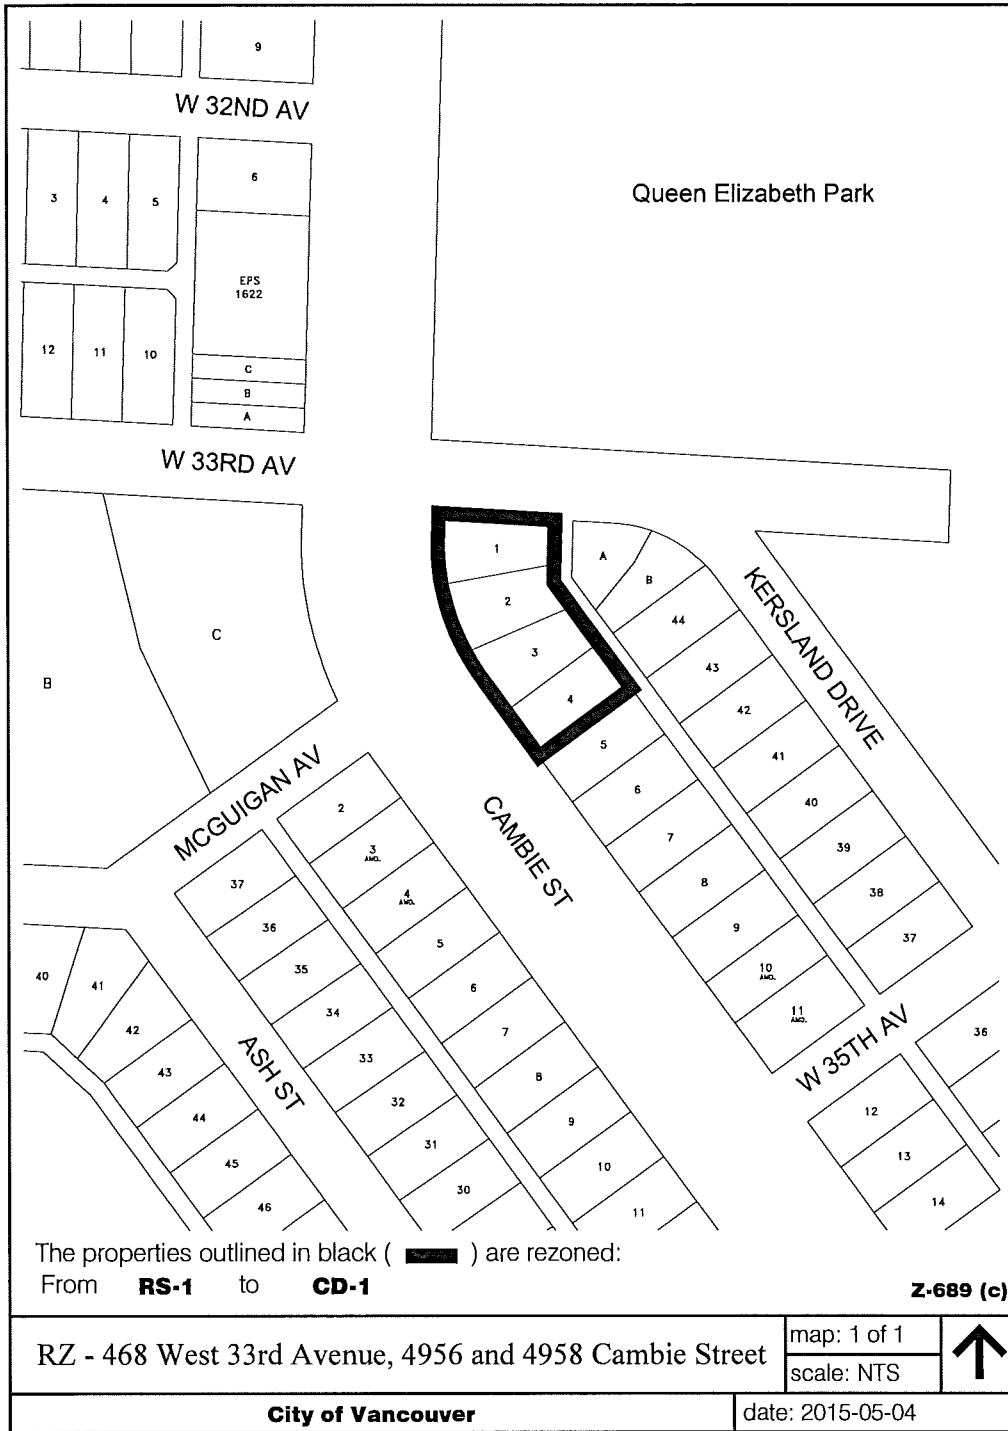 9
W 32ND AV
3
4
5
6
Queen Elizabeth Park
EPS
1622
12
11
10
C
B
A
W 33RD AV
B
C
1
2
3
4
A
B
44
43
42
41
40
39
38
37
KERSLAND DRIVE
5
6
7
8
9
10
AMD.
11
AMD.
MCGUIGAN AV
CAMBIE ST
2
3
AMD.
4
AMD.
5
6
7
8
9
10
11
37
36
35
34
33
32
31
30
40
41
42
43
44
45
46
ASH ST
W 35TH AV
36
12
13
14
The properties outlined in black ( ) are rezoned:
From RS-1 to CD-1
Z-689 (c)
RZ - 468 West 33rd Avenue, 4956 and 4958 Cambie Street
map: 1 of 1
scale: NTS
City of Vancouver
date: 2015-05-04